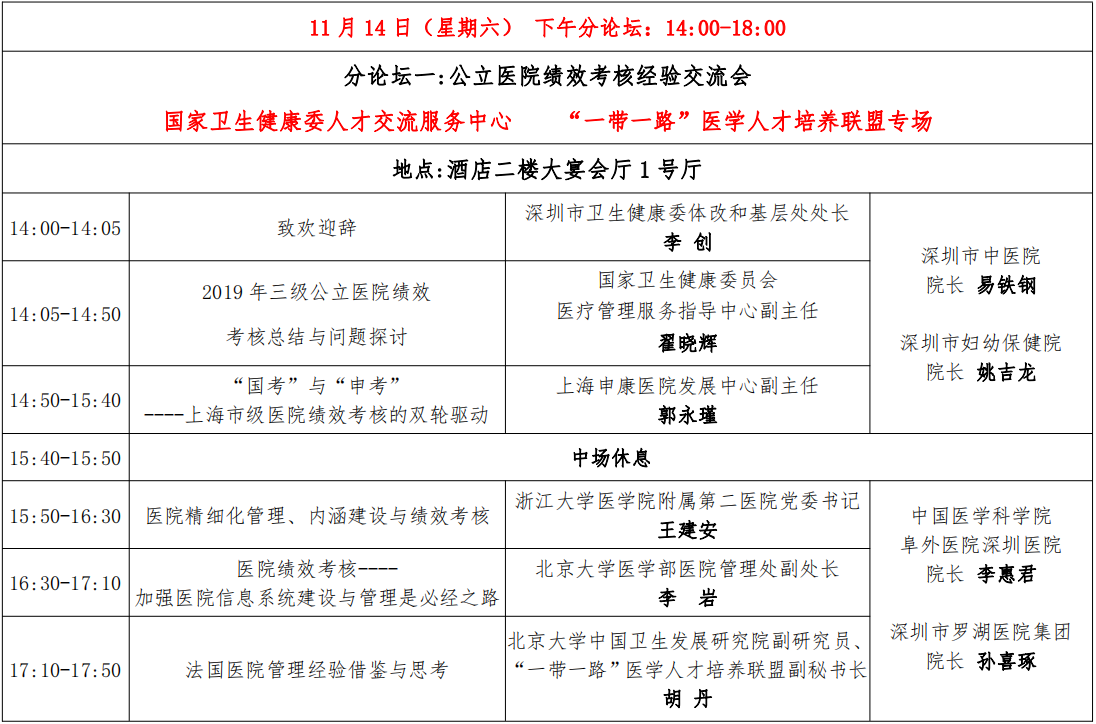 11月14日（星期六） 下午分论坛：14:00-18:00
分论坛一:公立医院绩效考核经验交流会
国家卫生健康委人才交流服务中心 “一带一路”医学人才培养联盟专场
地点:酒店二楼大宴会厅1号厅
14:00-14:05
致欢迎辞
深圳市卫生健康委体改和基层处处长
李 创
14:05-14:50
2019年三级公立医院绩效
考核总结与问题探讨
国家卫生健康委员会
医疗管理服务指导中心副主任
翟晓辉
14:50-15:40
“国考”与“申考”
----上海市级医院绩效考核的双轮驱动
上海申康医院发展中心副主任
郭永瑾
深圳市中医院
院长 易铁钢
深圳市妇幼保健院
院长 姚吉龙
15:40-15:50
中场休息
15:50-16:30
医院精细化管理、内涵建设与绩效考核
浙江大学医学院附属第二医院党委书记
王建安
16:30-17:10
医院绩效考核----
加强医院信息系统建设与管理是必经之路
北京大学医学部医院管理处副处长
李 岩
17:10-17:50
法国医院管理经验借鉴与思考
北京大学中国卫生发展研究院副研究员、
“一带一路”医学人才培养联盟副秘书长
胡 丹
中国医学科学院
阜外医院深圳医院
院长 李惠君
深圳市罗湖医院集团
院长 孙喜琢